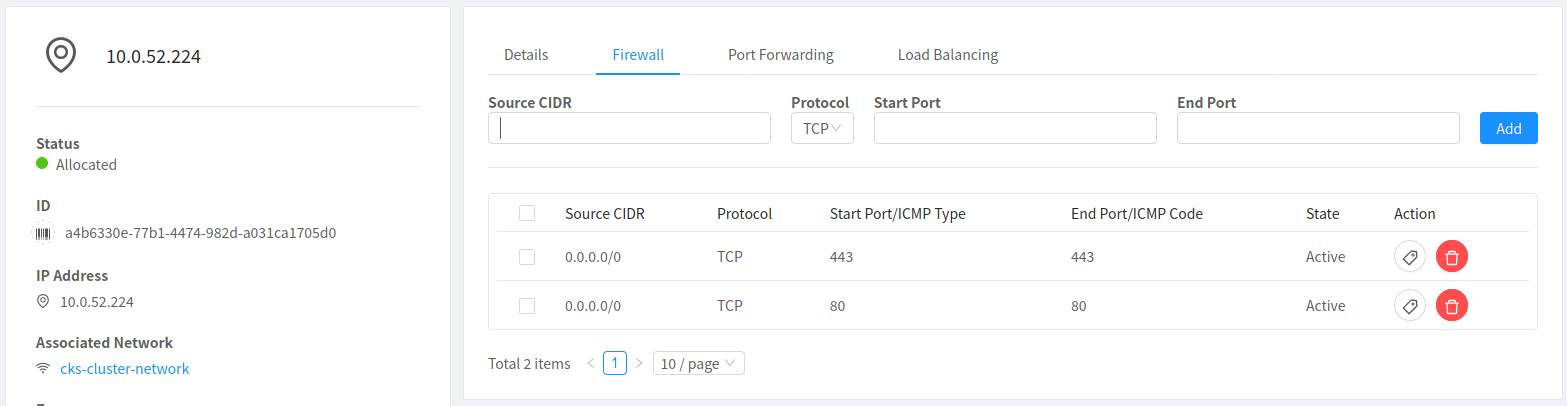 10.0.52.224
Status
Allocated
ID
a4b6330e-77b1-4474-982d-a031ca1705d0
IP Address
10.0.52.224
Associated Network
cks-cluster-network
Details Firewall Port Forwarding Load Balancing
Source CIDR Protocol Start Port End Port
TCP Add
Source CIDR Protocol Start Port/ICMP Type End Port/ICMP Code State Action
0.0.0.0/0 TCP 443 443 Active
0.0.0.0/0 TCP 80 80 Active
Total 2 items < 1 > 10 / page